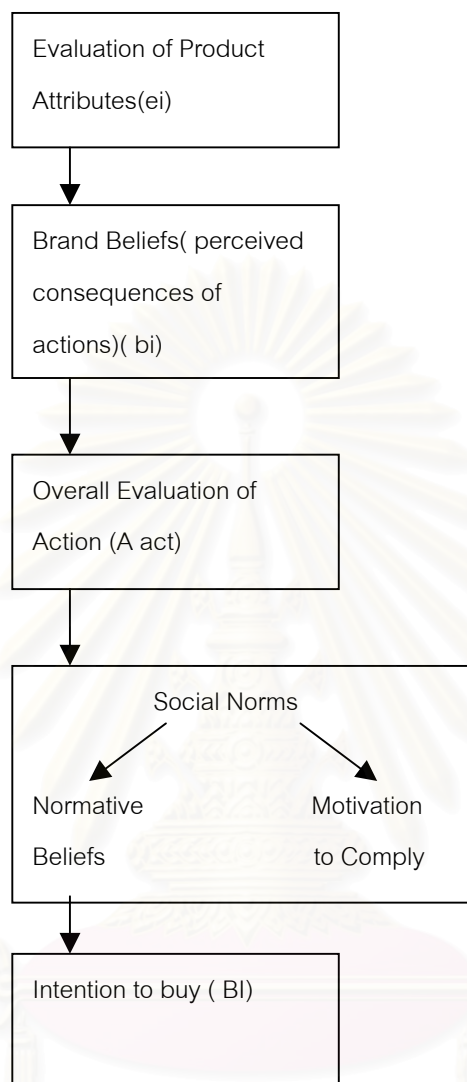 Evaluation of Product
Attributes(ei)
Brand Beliefs( perceived
consequences of
actions)( bi)
Overall Evaluation of
Action (A act)
Social Norms
Normative
Beliefs
Motivation
to Comply
Intention to buy ( BI)